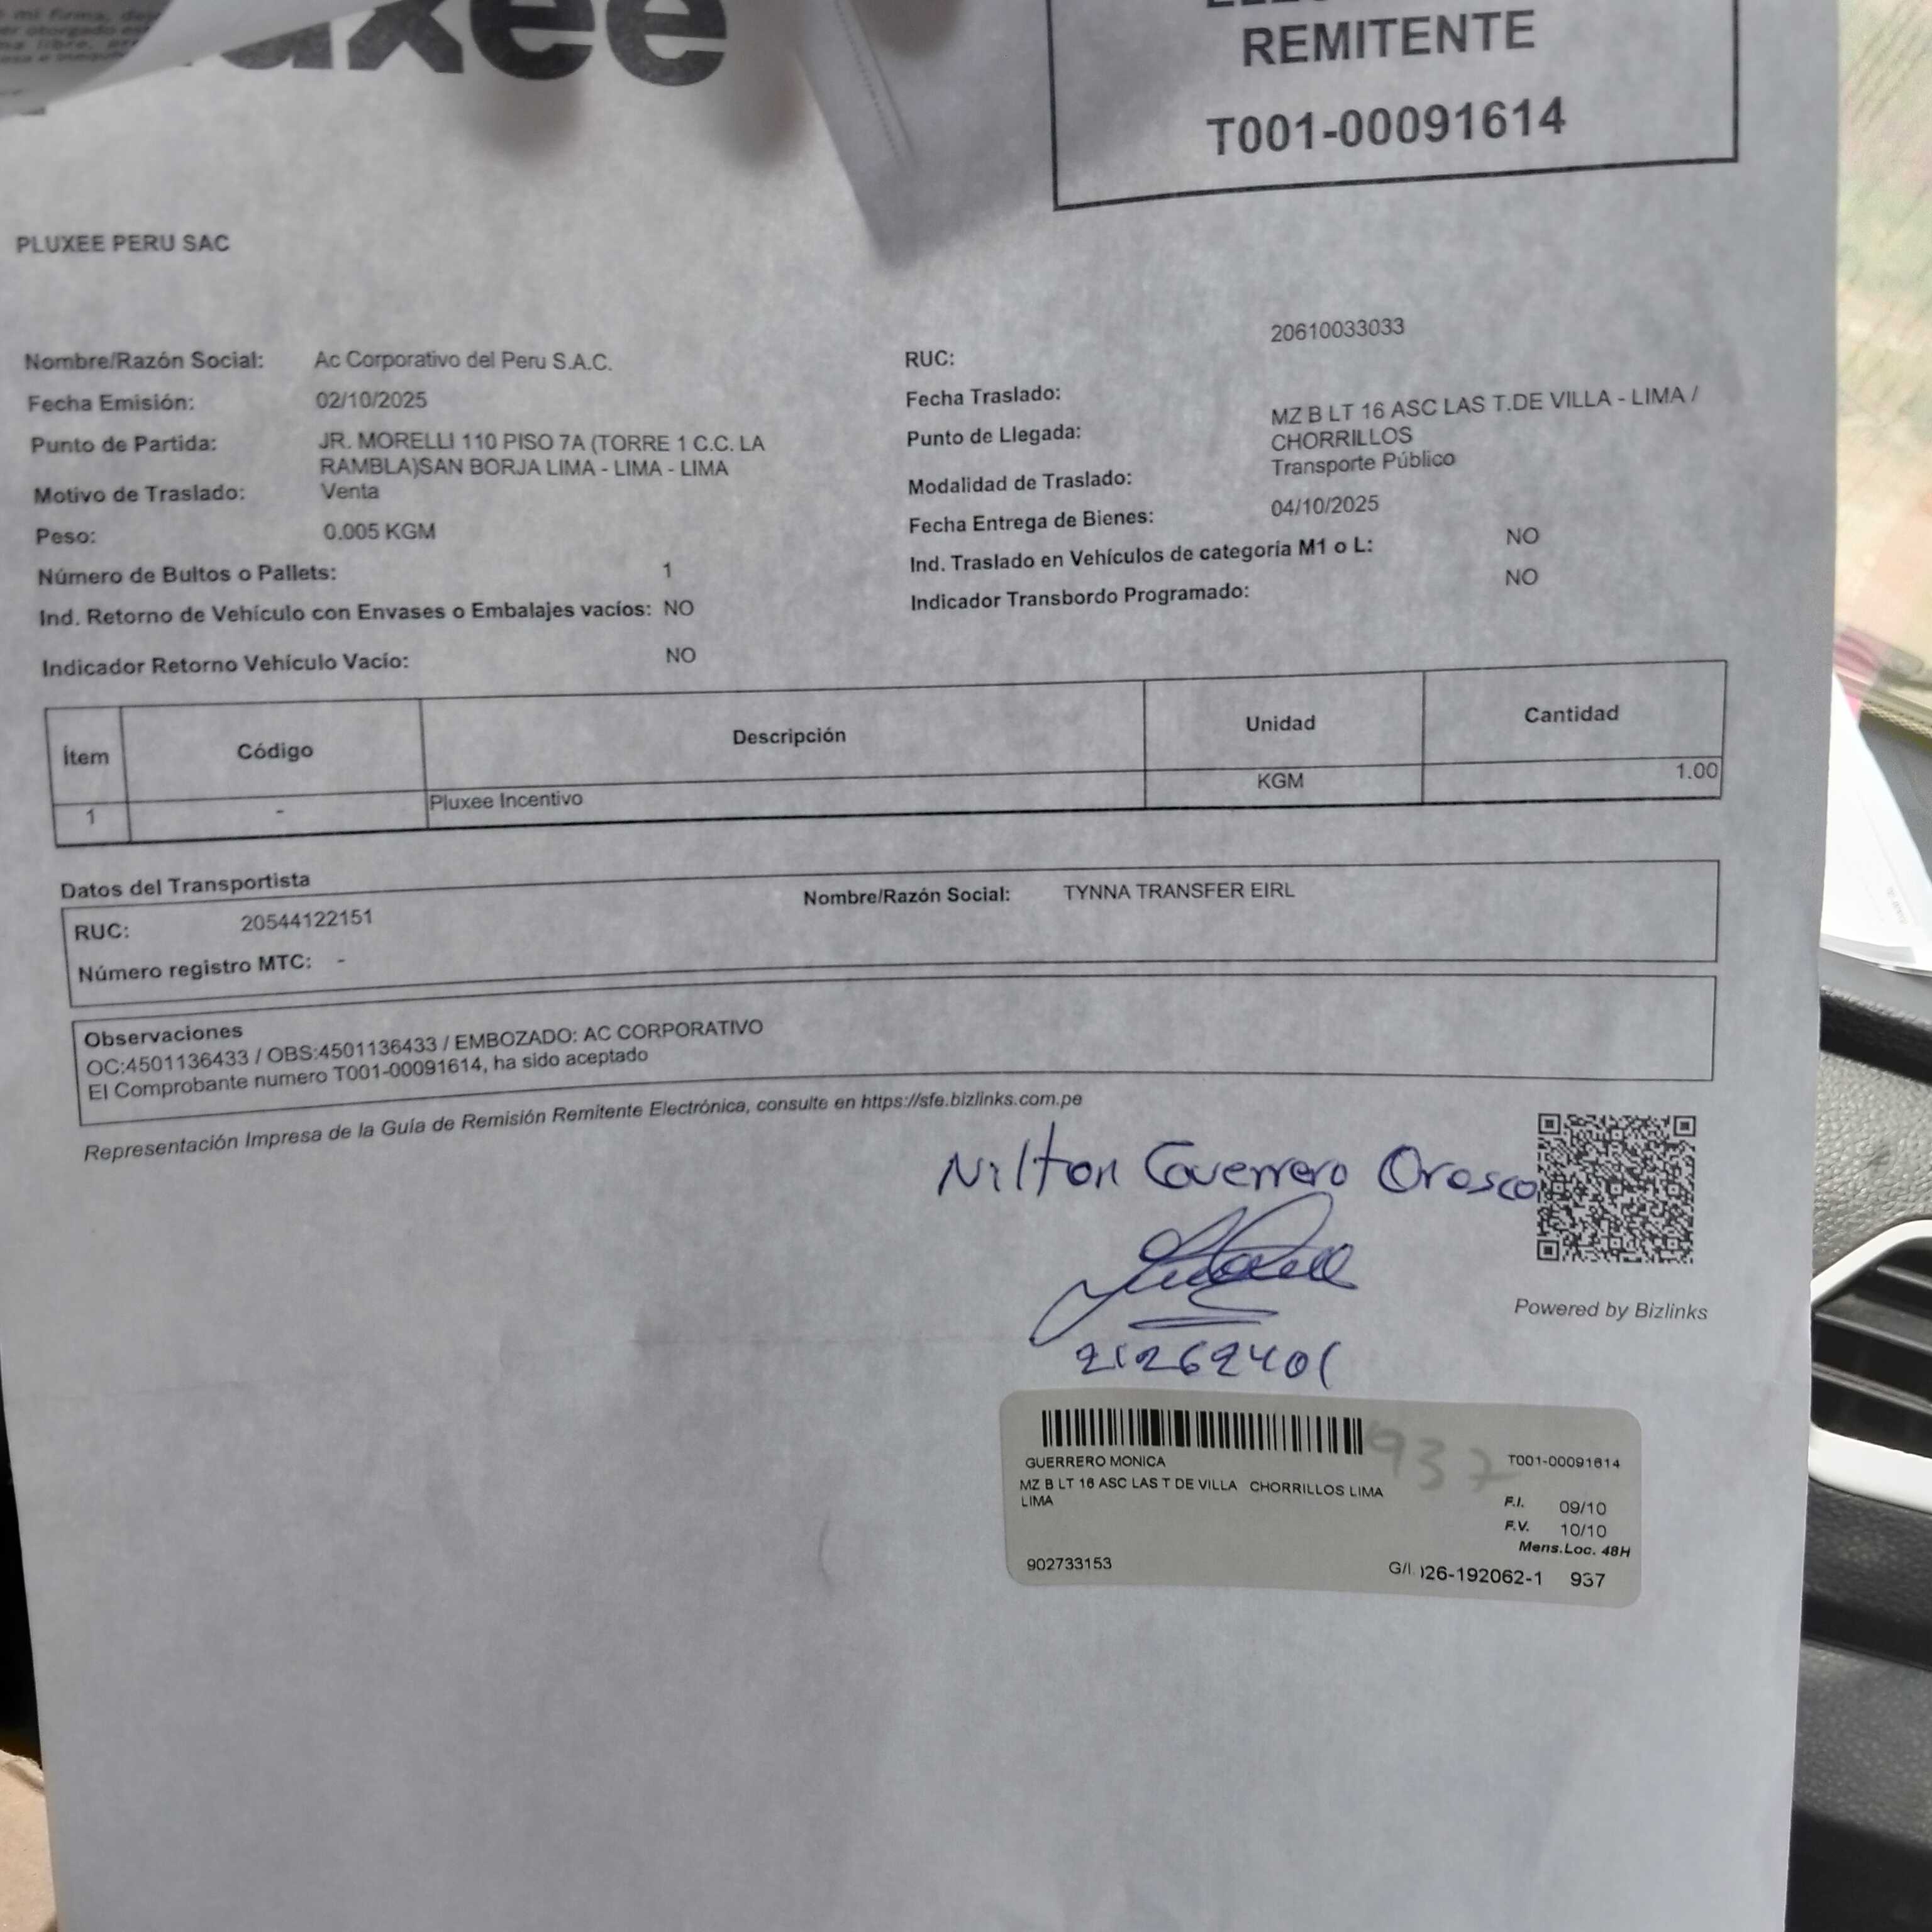 REMITENTE
T001-00091614
PLUXEE PERU SAC
Nombre/Razón Social: Ac Corporativo del Peru S.A.C.
Fecha Emisión: 02/10/2025
Punto de Partida: JR. MORELLI 110 PISO 7A (TORRE 1 C.C. LA
RAMBLA)SAN BORJA LIMA - LIMA - LIMA
Motivo de Traslado: Venta
Peso: 0.005 KGM
Número de Bultos o Pallets: 1
Ind. Retorno de Vehículo con Envases o Embalajes vacíos: NO
Indicador Retorno Vehículo Vacío: NO
RUC: 20610033033
Fecha Traslado:
Punto de Llegada: MZ B LT 16 ASC LAS T.DE VILLA - LIMA /
CHORRILLOS
Modalidad de Traslado: Transporte Público
Fecha Entrega de Bienes: 04/10/2025
Ind. Traslado en Vehículos de categoría M1 o L: NO
Indicador Transbordo Programado: NO
Ítem Código Descripción Unidad Cantidad
1 - Pluxee Incentivo KGM 1.00
Datos del Transportista
RUC: 20544122151 Nombre/Razón Social: TYNNA TRANSFER EIRL
Número registro MTC: -
Observaciones
OC:4501136433 / OBS:4501136433 / EMBOZADO: AC CORPORATIVO
El Comprobante numero T001-00091614, ha sido aceptado
Representación Impresa de la Guía de Remisión Remitente Electrónica, consulte en https://sfe.bizlinks.com.pe
Nilton Guerrero Orosco
21262401
Powered by Bizlinks
937
GUERRERO MONICA T001-00091614
MZ B LT 16 ASC LAS T DE VILLA CHORRILLOS LIMA
LIMA
F.I. 09/10
F.V. 10/10
Mens.Loc. 48H
902733153 G/I. 026-192062-1 937